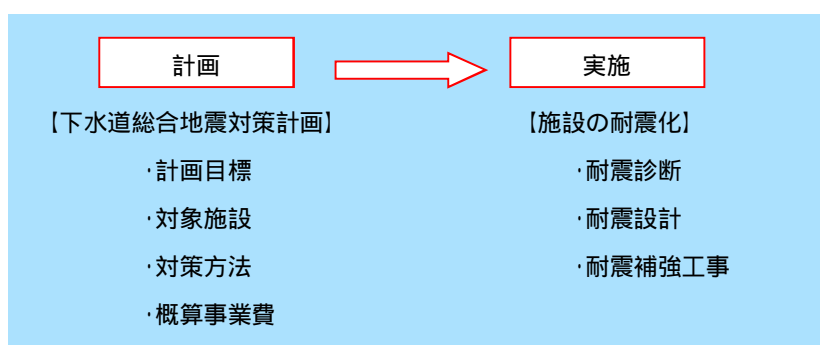 計画
実施
【下水道総合地震対策計画】
【施設の耐震化】
・計画目標
・耐震診断
・対象施設
・耐震設計
・対策方法
・耐震補強工事
・概算事業費